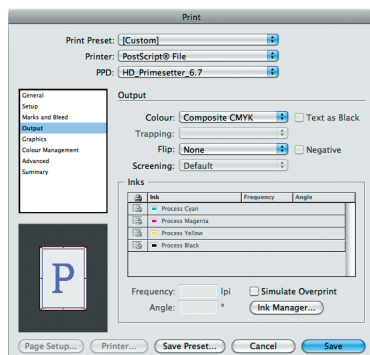 Print
Print Preset: [Custom]
Printer: PostScript® File
PPD: HD_Primesetter_6.7
General
Setup
Marks and Bleed
Output
Graphics
Colour Management
Advanced
Summary
P
Output
Colour: Composite CMYK Text as Black
Trapping:
Flip: None Negative
Screening: Default
Inks
Ink Frequency Angle
Process Cyan
Process Magenta
Process Yellow
Process Black
Frequency: lpi Simulate Overprint
Angle: ° Ink Manager...
Page Setup... Printer... Save Preset... Cancel Save